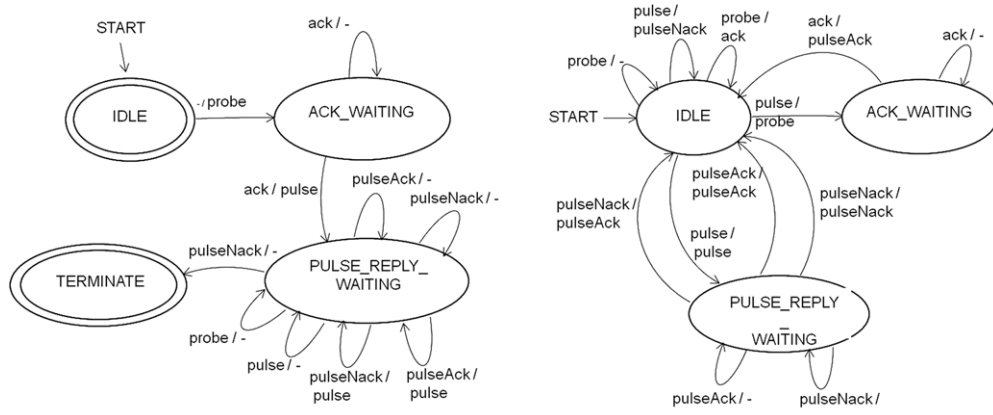 START
ack / -
IDLE
- / probe
ACK_WAITING
ack / pulse
pulseAck / -
pulseNack / -
pulseNack / -
TERMINATE
PULSE_REPLY_
WAITING
probe / -
pulse / -
pulseNack /
pulse
pulseAck /
pulse
pulse /
pulseNack
probe /
ack
probe / -
START
IDLE
ack /
pulseAck
ack / -
pulse /
probe
ACK_WAITING
pulseNack /
pulseAck
pulseAck /
pulseAck
pulseNack /
pulseNack
pulse /
pulse
PULSE_REPLY
_
WAITING
pulseAck / -
pulseNack /